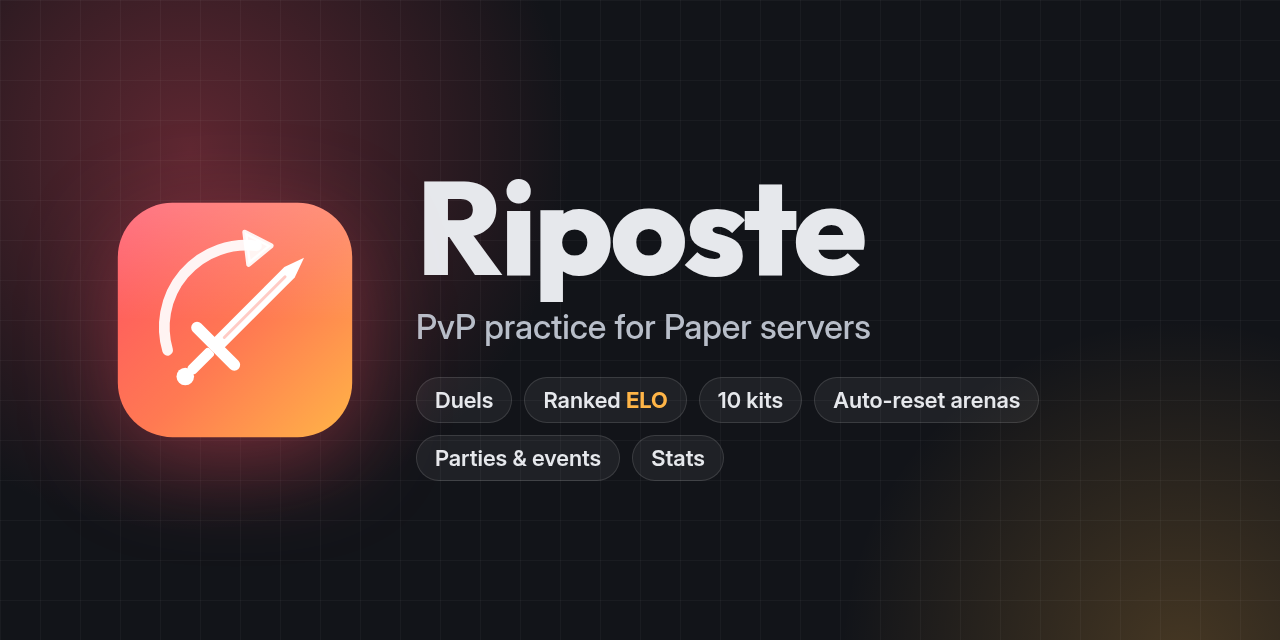 Riposte
PvP practice for Paper servers
Duels Ranked ELO 10 kits Auto-reset arenas
Parties & events Stats